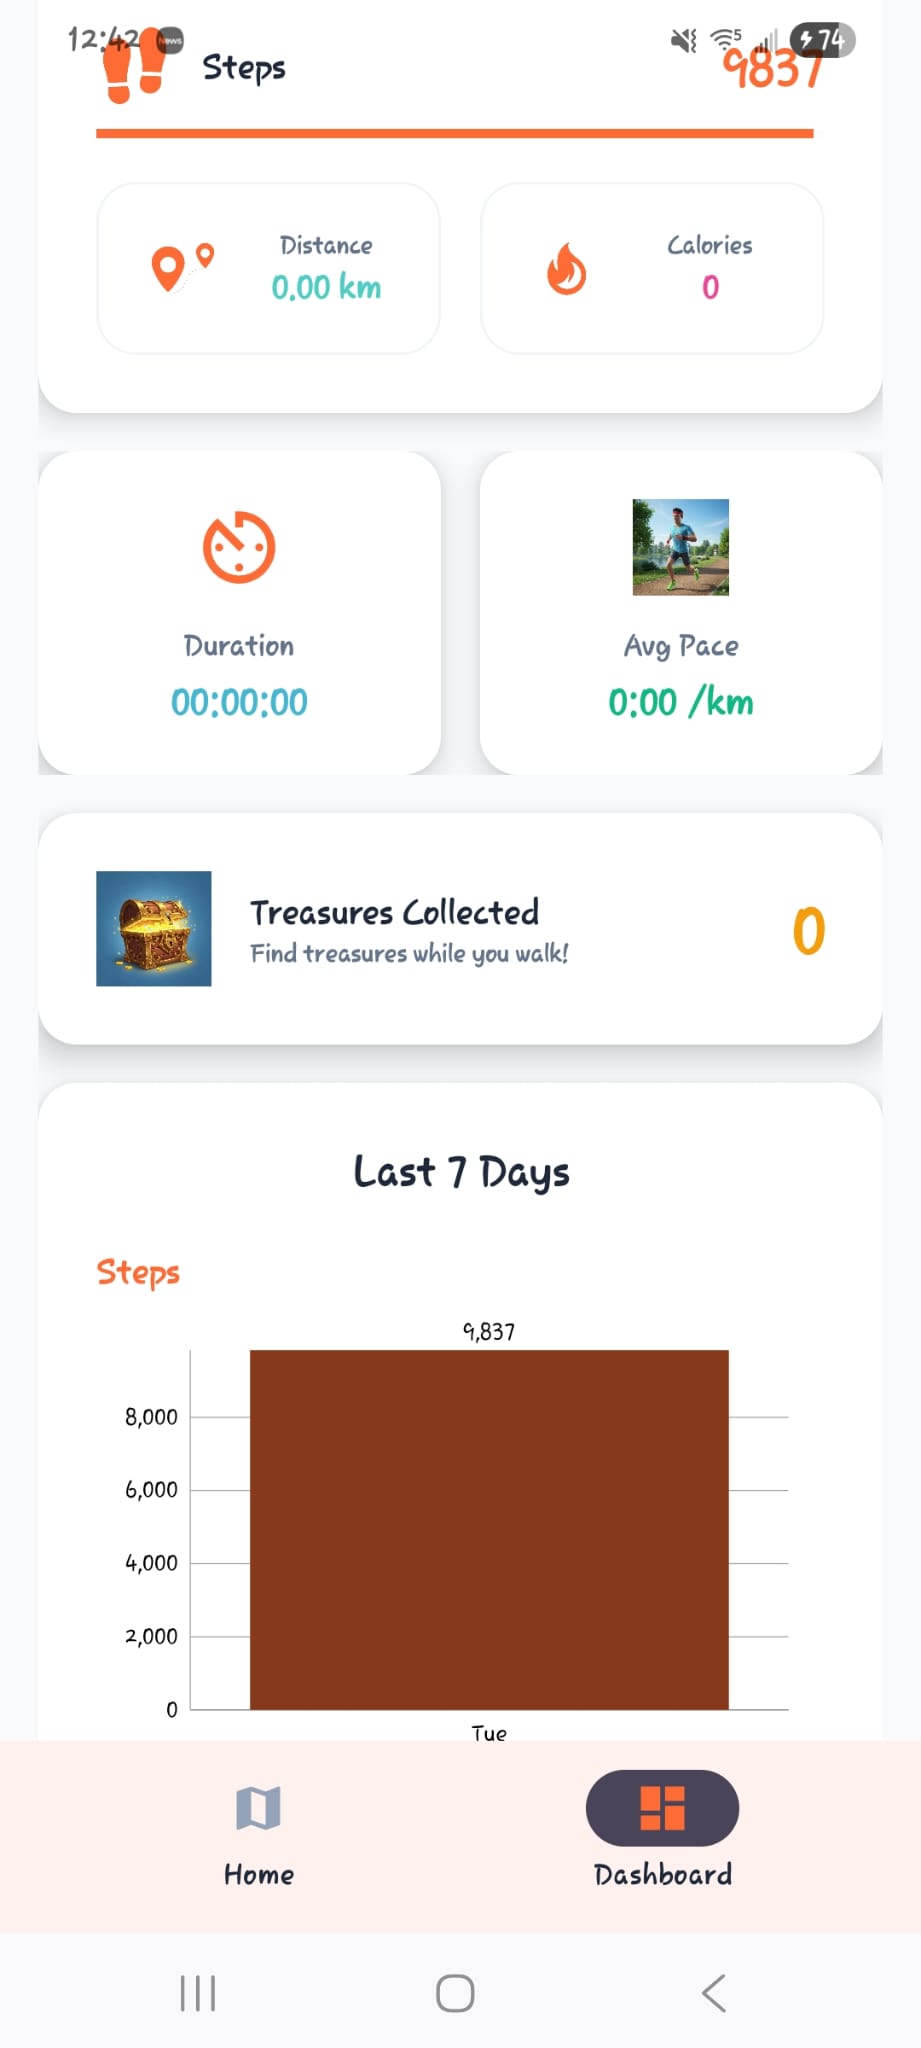 12:42 News 5 74
Steps 9837
Distance
0.00 km
Calories
0
Duration
00:00:00
Avg Pace
0:00 /km
Treasures Collected
Find treasures while you walk!
0
Last 7 Days
Steps
9,837
8,000
6,000
4,000
2,000
0
Tue
Home
Dashboard